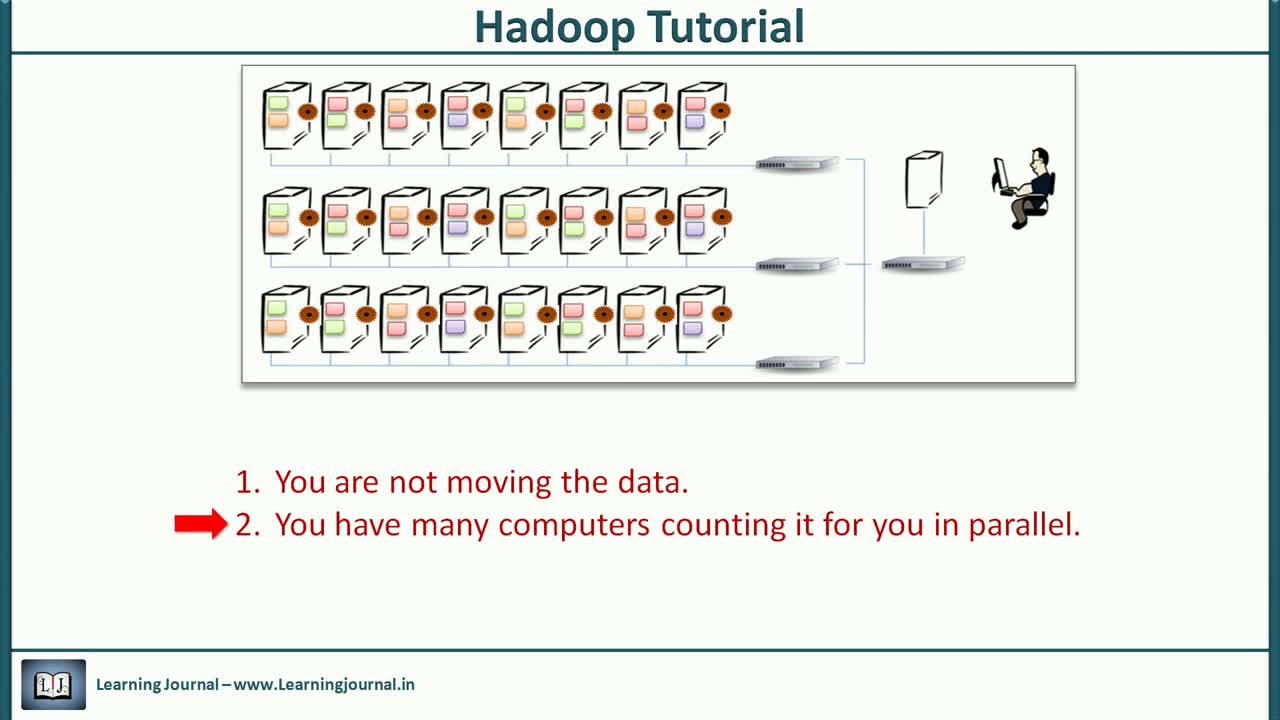 Hadoop Tutorial
1. You are not moving the data.
2. You have many computers counting it for you in parallel.
LJ
Learning Journal – www.Learningjournal.in